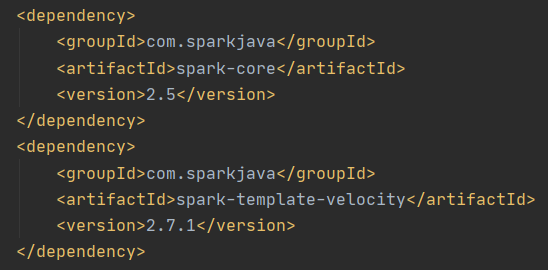 <dependency>
<groupId>com.sparkjava</groupId>
<artifactId>spark-core</artifactId>
<version>2.5</version>
</dependency>
<dependency>
<groupId>com.sparkjava</groupId>
<artifactId>spark-template-velocity</artifactId>
<version>2.7.1</version>
</dependency>